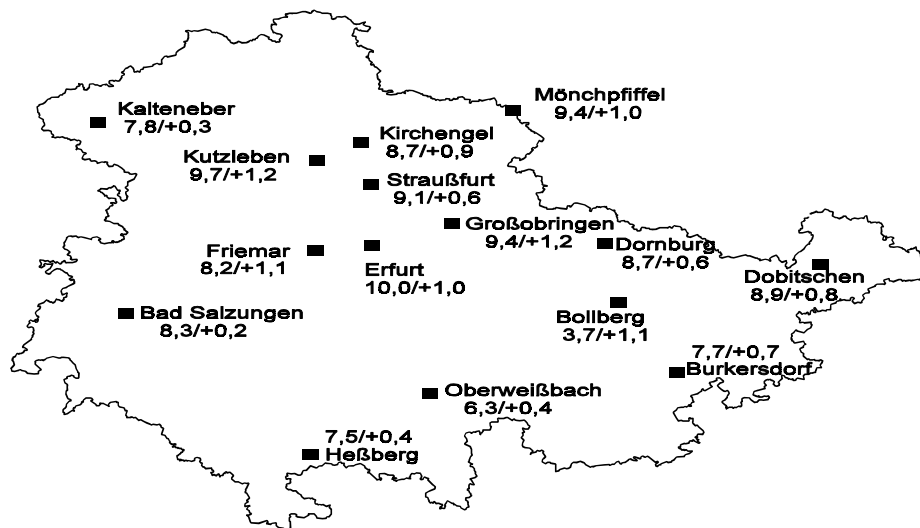 Mönchpfiffel
9,4/+1,0
Kalteneber
7,8/+0,3
Kirchengel
8,7/+0,9
Kutzleben
9,7/+1,2
Straußfurt
9,1/+0,6
Großobringen
9,4/+1,2
Dornburg
8,7/+0,6
Friemar
8,2/+1,1
Erfurt
10,0/+1,0
Dobitschen
8,9/+0,8
Bad Salzungen
8,3/+0,2
Bollberg
3,7/+1,1
7,7/+0,7
Burkersdorf
Oberweißbach
6,3/+0,4
7,5/+0,4
Heßberg